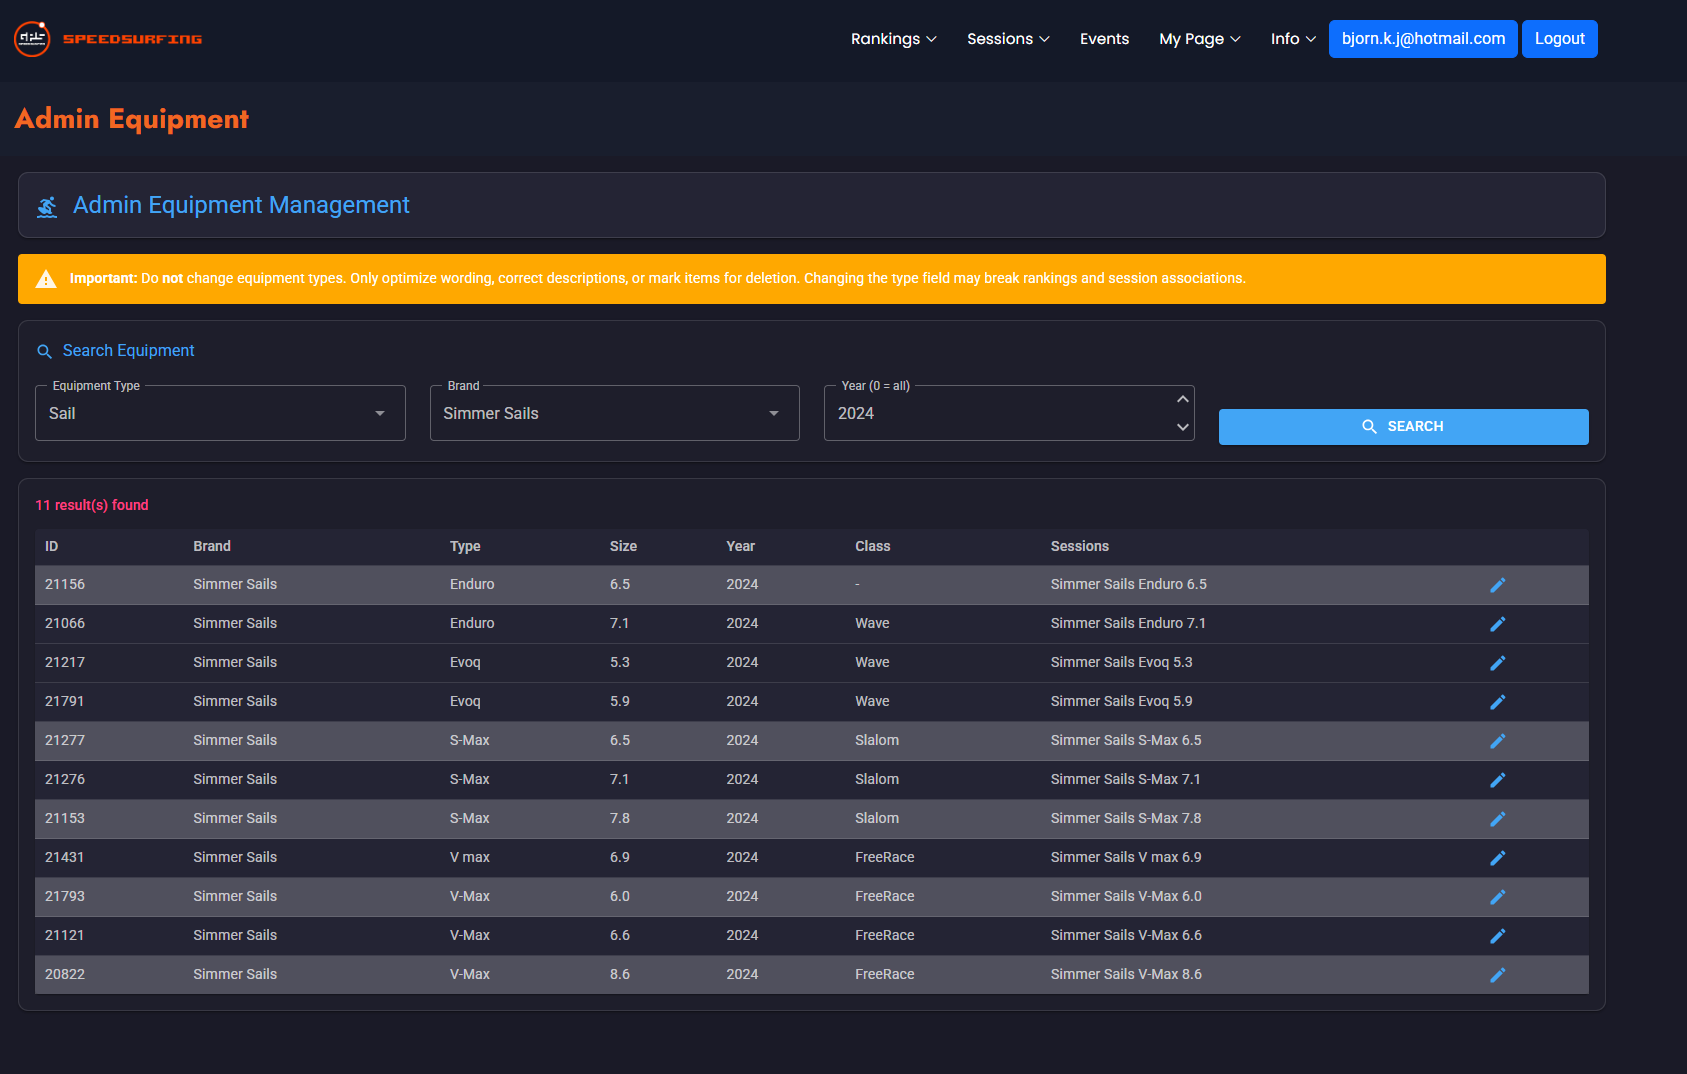 SPEEDSURFING
Rankings Sessions Events My Page Info bjorn.k.j@hotmail.com Logout
Admin Equipment
Admin Equipment Management
Important: Do not change equipment types. Only optimize wording, correct descriptions, or mark items for deletion. Changing the type field may break rankings and session associations.
Search Equipment
Equipment Type Brand Year (0 = all)
Sail Simmer Sails 2024 SEARCH
11 result(s) found
ID Brand Type Size Year Class Sessions
21156 Simmer Sails Enduro 6.5 2024 - Simmer Sails Enduro 6.5
21066 Simmer Sails Enduro 7.1 2024 Wave Simmer Sails Enduro 7.1
21217 Simmer Sails Evoq 5.3 2024 Wave Simmer Sails Evoq 5.3
21791 Simmer Sails Evoq 5.9 2024 Wave Simmer Sails Evoq 5.9
21277 Simmer Sails S-Max 6.5 2024 Slalom Simmer Sails S-Max 6.5
21276 Simmer Sails S-Max 7.1 2024 Slalom Simmer Sails S-Max 7.1
21153 Simmer Sails S-Max 7.8 2024 Slalom Simmer Sails S-Max 7.8
21431 Simmer Sails V max 6.9 2024 FreeRace Simmer Sails V max 6.9
21793 Simmer Sails V-Max 6.0 2024 FreeRace Simmer Sails V-Max 6.0
21121 Simmer Sails V-Max 6.6 2024 FreeRace Simmer Sails V-Max 6.6
20822 Simmer Sails V-Max 8.6 2024 FreeRace Simmer Sails V-Max 8.6